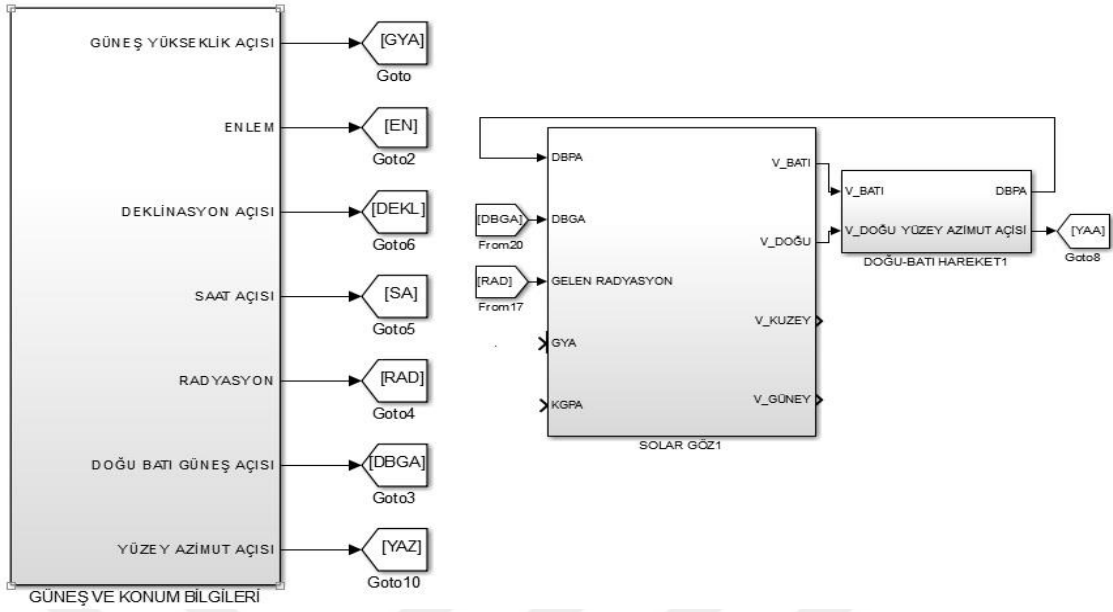 GÜNEŞ YÜKSEKLİK AÇISI
[GYA]
Goto
ENLEM
[EN]
Goto2
DEKLİNASYON AÇISI
[DEKL]
Goto6
SAAT AÇISI
[SA]
Goto5
RADYASYON
[RAD]
Goto4
DOĞU BATI GÜNEŞ AÇISI
[DBGA]
Goto3
YÜZEY AZİMUT AÇISI
[YAZ]
Goto10
GÜNEŞ VE KONUM BİLGİLERİ
DBPA
[DBGA]
From20
DBGA
[RAD]
From17
GELEN RADYASYON
GYA
KGPA
V_BATI
V_DOĞU
V_KUZEY
V_GÜNEY
SOLAR GÖZ1
V_BATI
DBPA
V_DOĞU YÜZEY AZİMUT AÇISİ
DOĞU-BATI HAREKET1
[YAA]
Goto8